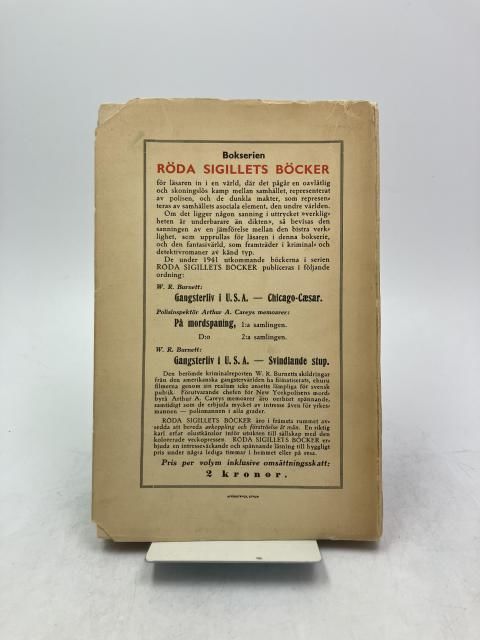 Bokserien
RÖDA SIGILLETS BÖCKER
för läsaren in i en värld, där det pågår en oavlåtlig
och skoningslös kamp mellan samhället, representerat
av polisen, och de dunkla makter, som represen-
teras av samhällets asociala element, den undre världen.
Om det ligger någon sanning i uttrycket »verklig-
heten är underbarare än dikten», så bevisas den
sanningen av en jämförelse mellan den bistra verk-
lighet, som upprullas för läsaren i denna bokserie,
och den fantasivärld, som framträder i kriminal- och
detektivromaner av känd typ.
De under 1941 utkommande böckerna i serien
RÖDA SIGILLETS BÖCKER publiceras i följande
ordning:
W. R. Burnett:
Gangsterliv i U.S.A. — Chicago-Cæsar.
Polisinspektör Arthur A. Careys memoarer:
På mordspaning, 1:a samlingen.
D:o 2:a samlingen.
W. R. Burnett:
Gangsterliv i U.S.A. — Svindlande stup.
Den berömde kriminalreportern W. R. Burnetts skildringar
från den amerikanska gangstervärlden ha filmatiserats, ehuru
filmerna genom sin realism icke ansetts lämpliga för svensk
publik. Förutvarande chefen för New Yorkpolisens mord-
byrå Arthur A. Careys memoarer äro oerhört spännande,
samtidigt som de erbjuda mycket av intresse även för yrkes-
mannen — polismannen i alla grader.
RÖDA SIGILLETS BÖCKER äro i främsta rummet av-
sedda att bereda avkoppling och förströelse åt män. En riktig
karl erfar olustkänslor inför utsikten till sällskap med den
kolorerade veckopressen. RÖDA SIGILLETS BÖCKER er-
bjuda en intresseväckande och spännande läsning till hyggligt
pris under några lediga timmar i hemmet eller på resa.
Pris per volym inklusive omsättningsskatt:
2 kronor.